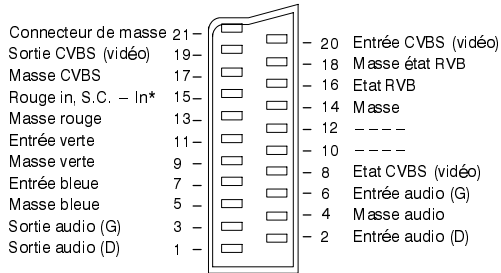 Connecteur de masse 21 –
Sortie CVBS (vidéo) 19 –
Masse CVBS 17 –
Rouge in, S.C. – In* 15 –
Masse rouge 13 –
Entrée verte 11 –
Masse verte 9 –
Entrée bleue 7 –
Masse bleue 5 –
Sortie audio (G) 3 –
Sortie audio (D) 1 –
– 20 Entrée CVBS (vidéo)
– 18 Masse état RVB
– 16 Etat RVB
– 14 Masse
– 12 – – – –
– 10 – – – –
– 8 Etat CVBS (vidéo)
– 6 Entrée audio (G)
– 4 Masse audio
– 2 Entrée audio (D)